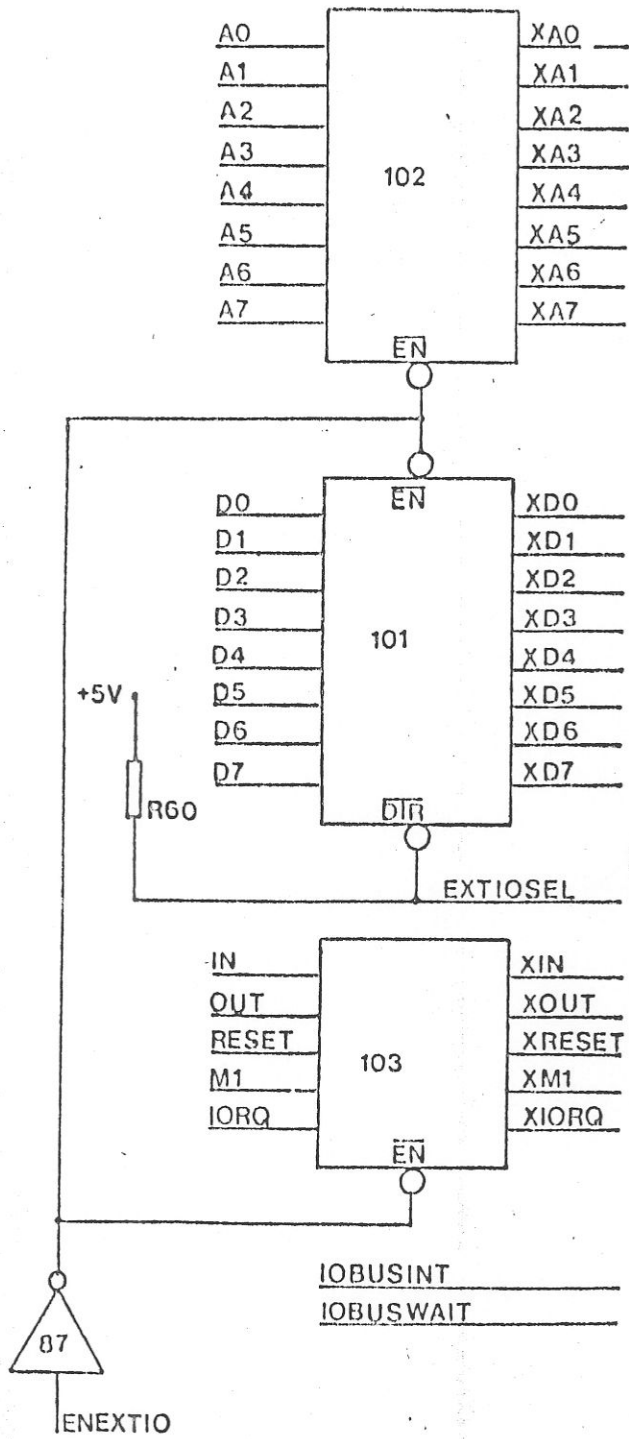 A0 XA0
A1 XA1
A2 XA2
A3 XA3
102
A4 XA4
A5 XA5
A6 XA6
A7 XA7
EN
EN
D0 XD0
D1 XD1
D2 XD2
D3 XD3
101
D4 XD4
+5V
D5 XD5
D6 XD6
D7 XD7
R60
DIR
EXTIOSEL
IN XIN
OUT XOUT
RESET XRESET
103
M1 XM1
IORQ XIORQ
EN
IOBUSINT
IOBUSWAIT
87
ENEXTIO